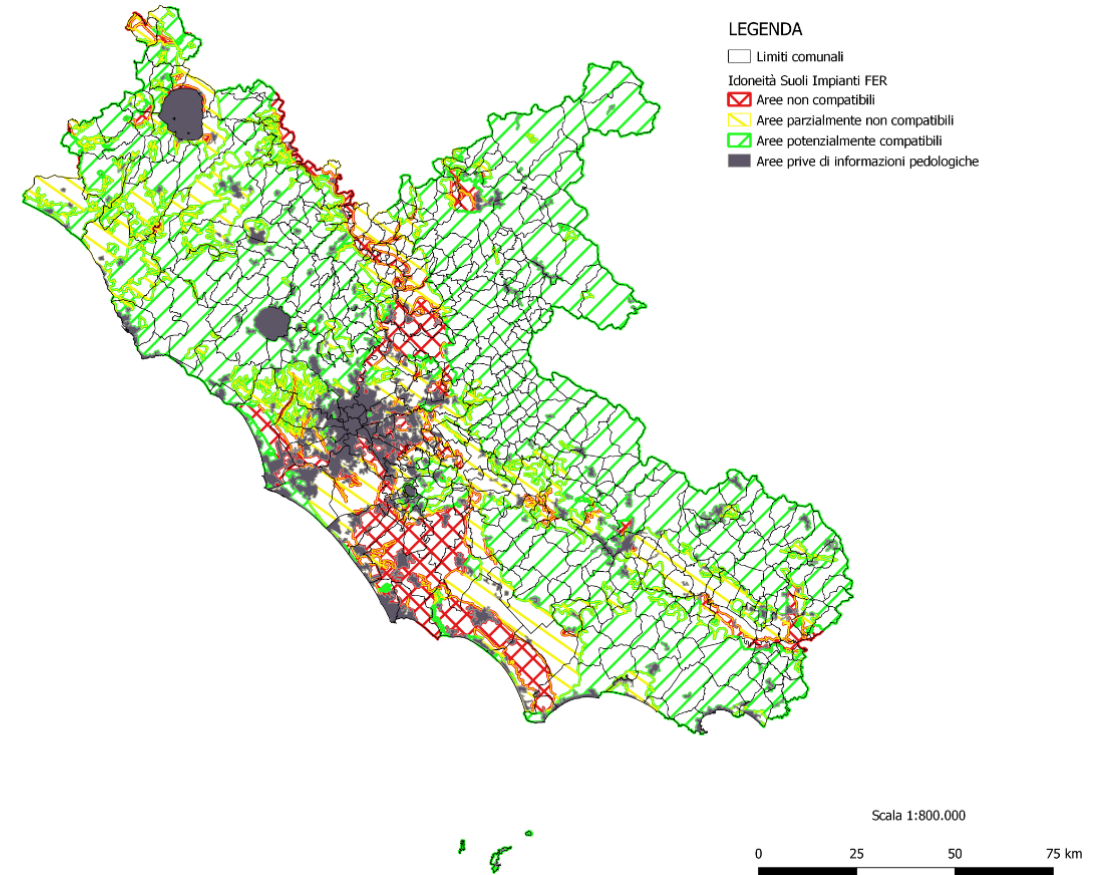 LEGENDA
Limiti comunali
Idoneità Suoli Impianti FER
Aree non compatibili
Aree parzialmente non compatibili
Aree potenzialmente compatibili
Aree prive di informazioni pedologiche
Scala 1:800.000
0 25 50 75 km